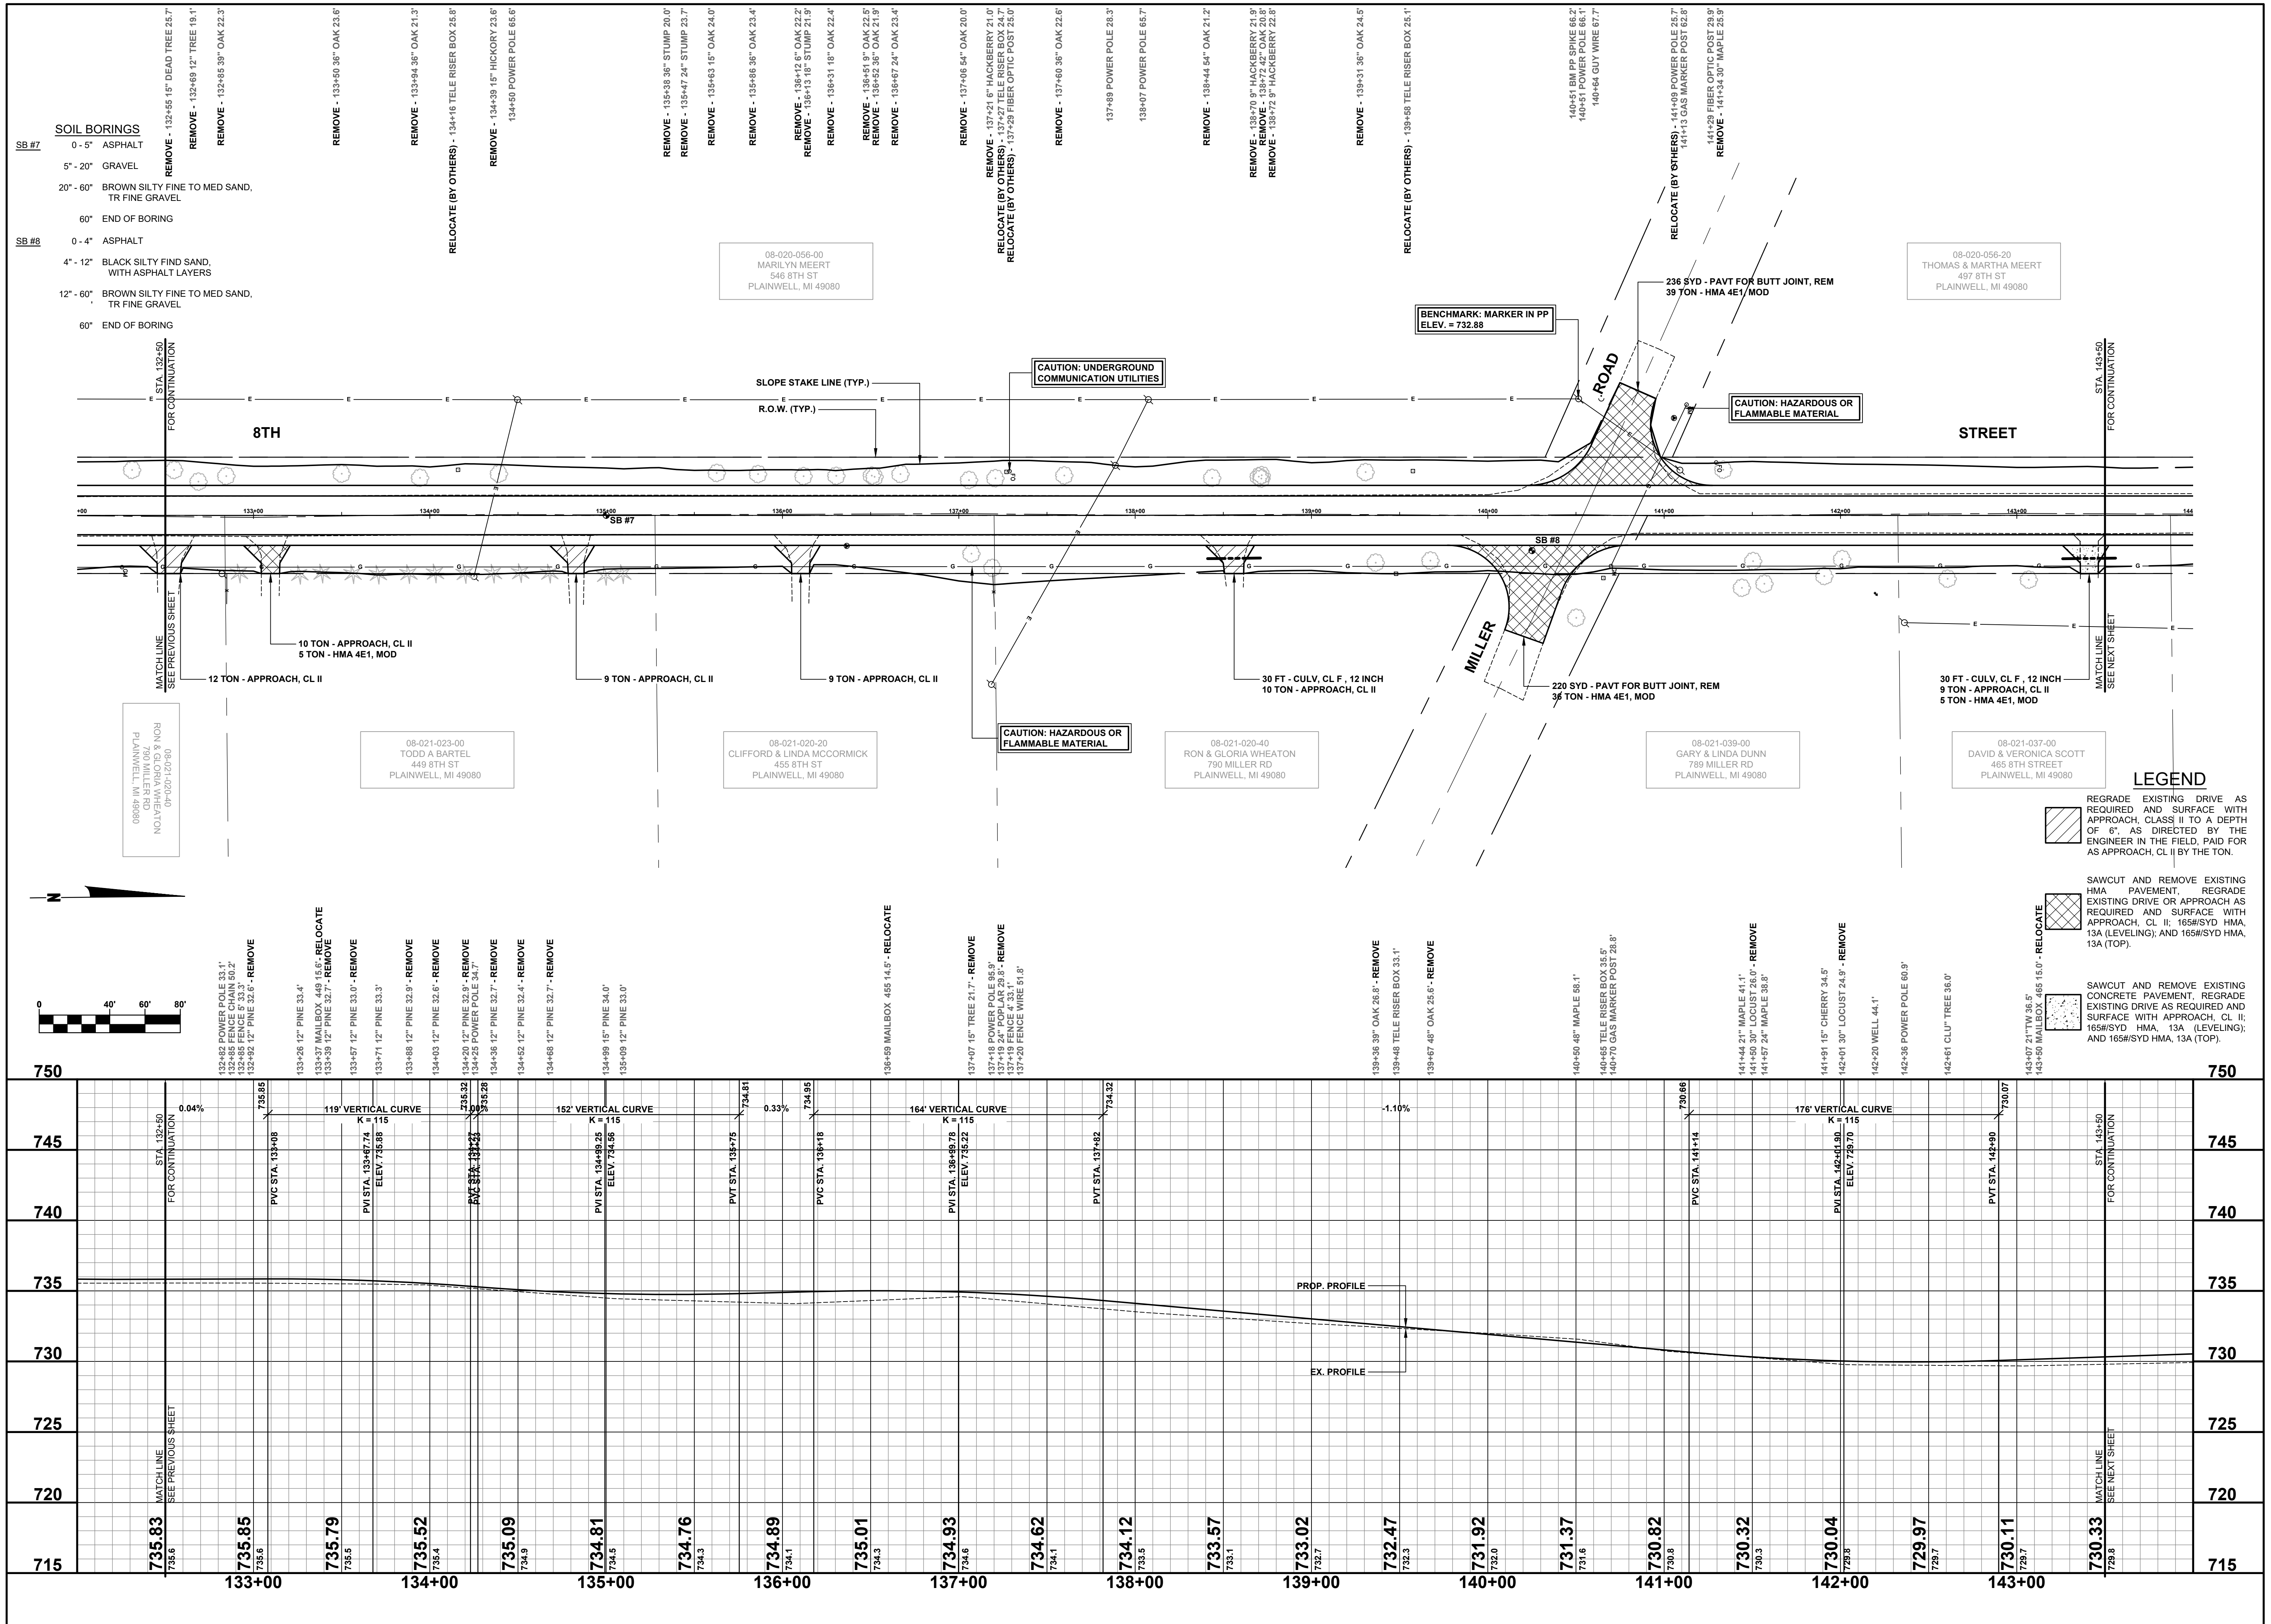 REMOVE - 132+55 15" DEAD TREE 25.7'
REMOVE - 132+69 12" TREE 19.1'
REMOVE - 132+85 39" OAK 22.3'
REMOVE - 133+50 36" OAK 23.6'
REMOVE - 133+94 36" OAK 21.3'
RELOCATE (BY OTHERS) - 134+16 TELE RISER BOX 25.8'
REMOVE - 134+39 15" HICKORY 23.6'
134+50 POWER POLE 65.6'
REMOVE - 135+38 36" STUMP 20.0'
REMOVE - 135+47 24" STUMP 23.7'
REMOVE - 135+63 15" OAK 24.0'
REMOVE - 135+86 36" OAK 23.4'
REMOVE - 136+12 6" OAK 22.2'
REMOVE - 136+13 18" STUMP 21.9'
REMOVE - 136+31 18" OAK 22.4'
REMOVE - 136+51 9" OAK 22.5'
REMOVE - 136+52 36" OAK 21.9'
REMOVE - 136+67 24" OAK 23.4'
REMOVE - 137+06 54" OAK 20.0'
REMOVE - 137+21 6" HACKBERRY 21.0'
RELOCATE (BY OTHERS) - 137+27 TELE RISER BOX 24.7'
RELOCATE (BY OTHERS) - 137+29 FIBER OPTIC POST 25.0'
REMOVE - 137+60 36" OAK 22.6'
137+89 POWER POLE 28.3'
138+07 POWER POLE 65.7'
REMOVE - 138+44 54" OAK 21.2'
REMOVE - 138+70 9" HACKBERRY 21.9'
REMOVE - 138+72 42" OAK 20.8'
REMOVE - 138+72 9" HACKBERRY 22.8'
REMOVE - 139+31 36" OAK 24.5'
RELOCATE (BY OTHERS) - 139+58 TELE RISER BOX 25.1'
140+51 BM PP SPIKE 66.2'
140+51 POWER POLE 66.1'
140+64 GUY WIRE 67.7'
RELOCATE (BY OTHERS) - 141+09 POWER POLE 25.7'
141+13 GAS MARKER POST 62.8'
141+29 FIBER OPTIC POST 29.9'
REMOVE - 141+34 30" MAPLE 25.9'
SOIL BORINGS
SB #7 0 - 5" ASPHALT
5" - 20" GRAVEL
20" - 60" BROWN SILTY FINE TO MED SAND,
TR FINE GRAVEL
60" END OF BORING
SB #8 0 - 4" ASPHALT
4" - 12" BLACK SILTY FIND SAND,
WITH ASPHALT LAYERS
12" - 60" BROWN SILTY FINE TO MED SAND,
' TR FINE GRAVEL
60" END OF BORING
08-020-056-00
MARILYN MEERT
546 8TH ST
PLAINWELL, MI 49080
08-020-056-20
THOMAS & MARTHA MEERT
497 8TH ST
PLAINWELL, MI 49080
236 SYD - PAVT FOR BUTT JOINT, REM
39 TON - HMA 4E1, MOD
BENCHMARK: MARKER IN PP
ELEV. = 732.88
CAUTION: UNDERGROUND
COMMUNICATION UTILITIES
CAUTION: HAZARDOUS OR
FLAMMABLE MATERIAL
SLOPE STAKE LINE (TYP.)
R.O.W. (TYP.)
STA. 132+50
FOR CONTINUATION
STA. 143+50
FOR CONTINUATION
8TH
STREET
ROAD
E E E E E E E E E E E E E E
+00 133+00 134+00 135+00 136+00 137+00 138+00 139+00 140+00 141+00 142+00 143+00 144
SB #7
SB #8
G G G G G G G G G G G G G G G G G G
MILLER
E E E
MATCH LINE
SEE PREVIOUS SHEET
MATCH LINE
SEE NEXT SHEET
10 TON - APPROACH, CL II
5 TON - HMA 4E1, MOD
12 TON - APPROACH, CL II
9 TON - APPROACH, CL II
9 TON - APPROACH, CL II
30 FT - CULV, CL F , 12 INCH
10 TON - APPROACH, CL II
220 SYD - PAVT FOR BUTT JOINT, REM
36 TON - HMA 4E1, MOD
30 FT - CULV, CL F , 12 INCH
9 TON - APPROACH, CL II
5 TON - HMA 4E1, MOD
CAUTION: HAZARDOUS OR
FLAMMABLE MATERIAL
08-021-020-40
RON & GLORIA WHEATON
790 MILLER RD
PLAINWELL, MI 49080
08-021-023-00
TODD A BARTEL
449 8TH ST
PLAINWELL, MI 49080
08-021-020-20
CLIFFORD & LINDA MCCORMICK
455 8TH ST
PLAINWELL, MI 49080
08-021-020-40
RON & GLORIA WHEATON
790 MILLER RD
PLAINWELL, MI 49080
08-021-039-00
GARY & LINDA DUNN
789 MILLER RD
PLAINWELL, MI 49080
08-021-037-00
DAVID & VERONICA SCOTT
465 8TH STREET
PLAINWELL, MI 49080
LEGEND
REGRADE EXISTING DRIVE AS
REQUIRED AND SURFACE WITH
APPROACH, CLASS II TO A DEPTH
OF 6", AS DIRECTED BY THE
ENGINEER IN THE FIELD, PAID FOR
AS APPROACH, CL II BY THE TON.
SAWCUT AND REMOVE EXISTING
HMA PAVEMENT, REGRADE
EXISTING DRIVE OR APPROACH AS
REQUIRED AND SURFACE WITH
APPROACH, CL II; 165#/SYD HMA,
13A (LEVELING); AND 165#/SYD HMA,
13A (TOP).
SAWCUT AND REMOVE EXISTING
CONCRETE PAVEMENT, REGRADE
EXISTING DRIVE AS REQUIRED AND
SURFACE WITH APPROACH, CL II;
165#/SYD HMA, 13A (LEVELING);
AND 165#/SYD HMA, 13A (TOP).
N
0 40' 60' 80'
132+82 POWER POLE 33.1'
132+85 FENCE CHAIN 50.2'
132+85 FENCE 5' 33.3'
132+92 12" PINE 32.6' - REMOVE
133+26 12" PINE 33.4'
133+37 MAILBOX 449 15.6' - RELOCATE
133+39 12" PINE 32.7' - REMOVE
133+57 12" PINE 33.0' - REMOVE
133+71 12" PINE 33.3'
133+88 12" PINE 32.9' - REMOVE
134+03 12" PINE 32.6' - REMOVE
134+20 12" PINE 32.9' - REMOVE
134+25 POWER POLE 34.7'
134+36 12" PINE 32.7' - REMOVE
134+52 12" PINE 32.4' - REMOVE
134+68 12" PINE 32.7' - REMOVE
134+99 15" PINE 34.0'
135+09 12" PINE 33.0'
136+59 MAILBOX 455 14.5' - RELOCATE
137+07 15" TREE 21.7' - REMOVE
137+18 POWER POLE 95.9'
137+19 24" POPLAR 29.8' - REMOVE
137+19 FENCE 4' 33.1'
137+20 FENCE WIRE 51.8'
139+36 39" OAK 26.8' - REMOVE
139+48 TELE RISER BOX 33.1'
139+67 48" OAK 25.6' - REMOVE
140+50 48" MAPLE 58.1'
140+65 TELE RISER BOX 35.5'
140+70 GAS MARKER POST 28.8'
141+44 21" MAPLE 41.1'
141+50 30" LOCUST 26.0' - REMOVE
141+57 24" MAPLE 38.8'
141+91 15" CHERRY 34.5'
142+01 30" LOCUST 24.9' - REMOVE
142+20 WELL 44.1'
142+36 POWER POLE 60.9'
142+61 CLU" TREE 36.0'
143+07 21"TW 36.5'
143+50 MAILBOX 465 15.0' - RELOCATE
750 750
745 745
740 740
735 735
730 730
725 725
720 720
715 715
STA. 132+50
FOR CONTINUATION
0.04%
735.85
119' VERTICAL CURVE
K = 115
735.32
-1.00%
735.28
152' VERTICAL CURVE
K = 115
734.81
0.33%
734.95
164' VERTICAL CURVE
K = 115
734.32
-1.10%
730.66
176' VERTICAL CURVE
K = 115
730.07
STA. 143+50
FOR CONTINUATION
PVC STA. 133+08
PVI STA. 133+67.74
ELEV. 735.88
PVT STA. 134+27
PVC STA. 134+23
PVI STA. 134+99.25
ELEV. 734.56
PVT STA. 135+75
PVC STA. 136+18
PVI STA. 136+99.78
ELEV. 735.22
PVT STA. 137+82
PVC STA. 141+14
PVI STA. 142+01.90
ELEV. 729.70
PVT STA. 142+90
PROP. PROFILE
EX. PROFILE
MATCH LINE
SEE PREVIOUS SHEET
MATCH LINE
SEE NEXT SHEET
735.83 735.6
735.85 735.6
735.79 735.5
735.52 735.4
735.09 734.9
734.81 734.5
734.76 734.3
734.89 734.1
735.01 734.3
734.93 734.6
734.62 734.1
734.12 733.5
733.57 733.1
733.02 732.7
732.47 732.3
731.92 732.0
731.37 731.6
730.82 730.8
730.32 730.3
730.04 729.8
729.97 729.7
730.11 729.7
730.33 729.8
133+00 134+00 135+00 136+00 137+00 138+00 139+00 140+00 141+00 142+00 143+00